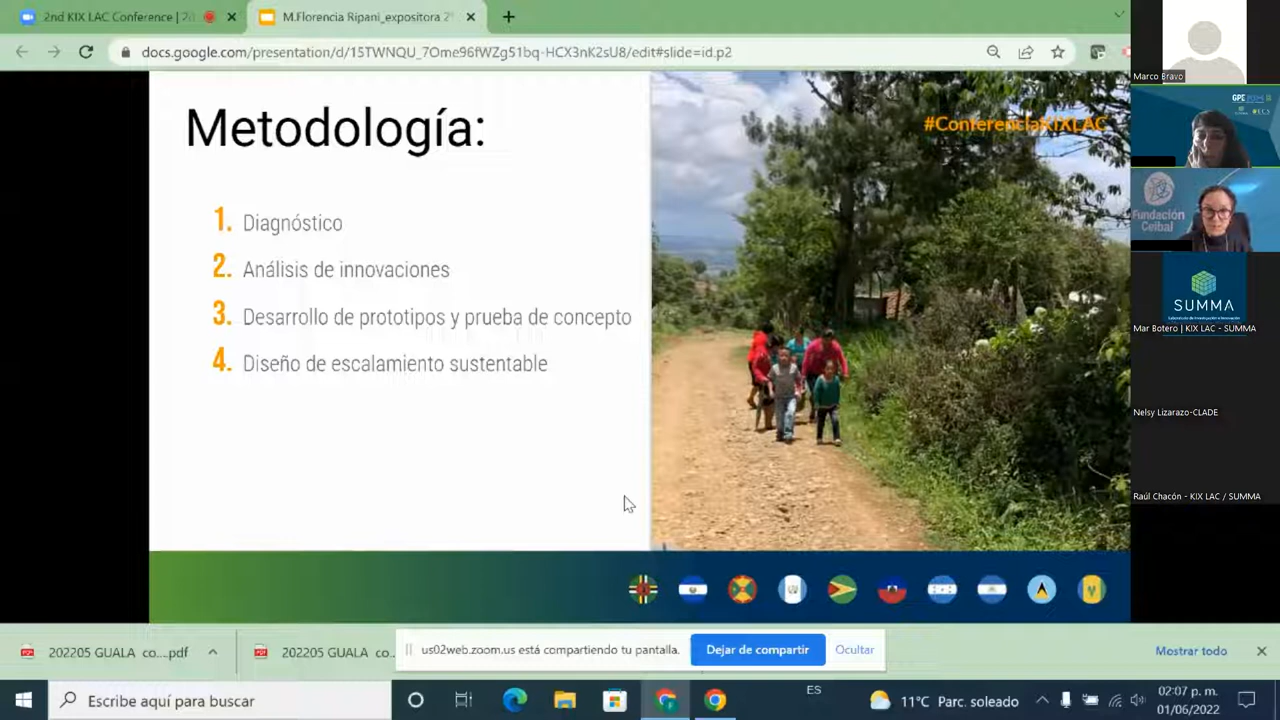 2nd KIX LAC Conference | 2
M.Florencia Ripani_expositora 2
docs.google.com/presentation/d/15TWNQU_7Ome96fWZg51bq-HCX3nK2sU8/edit#slide=id.p2
Metodología:
#ConferenciaKIXLAC
1. Diagnóstico
2. Análisis de innovaciones
3. Desarrollo de prototipos y prueba de concepto
4. Diseño de escalamiento sustentable
Marco Bravo
GPE
Fundación
Ceibal
SUMMA
Mar Botero | KIX LAC - SUMMA
Nelsy Lizarazo-CLADE
Raúl Chacón - KIX LAC / SUMMA
202205 GUALA co....pdf
202205 GUALA co..
us02web.zoom.us está compartiendo tu pantalla.
Dejar de compartir
Ocultar
Mostrar todo
Escribe aquí para buscar
ES
11°C Parc. soleado
02:07 p. m.
01/06/2022